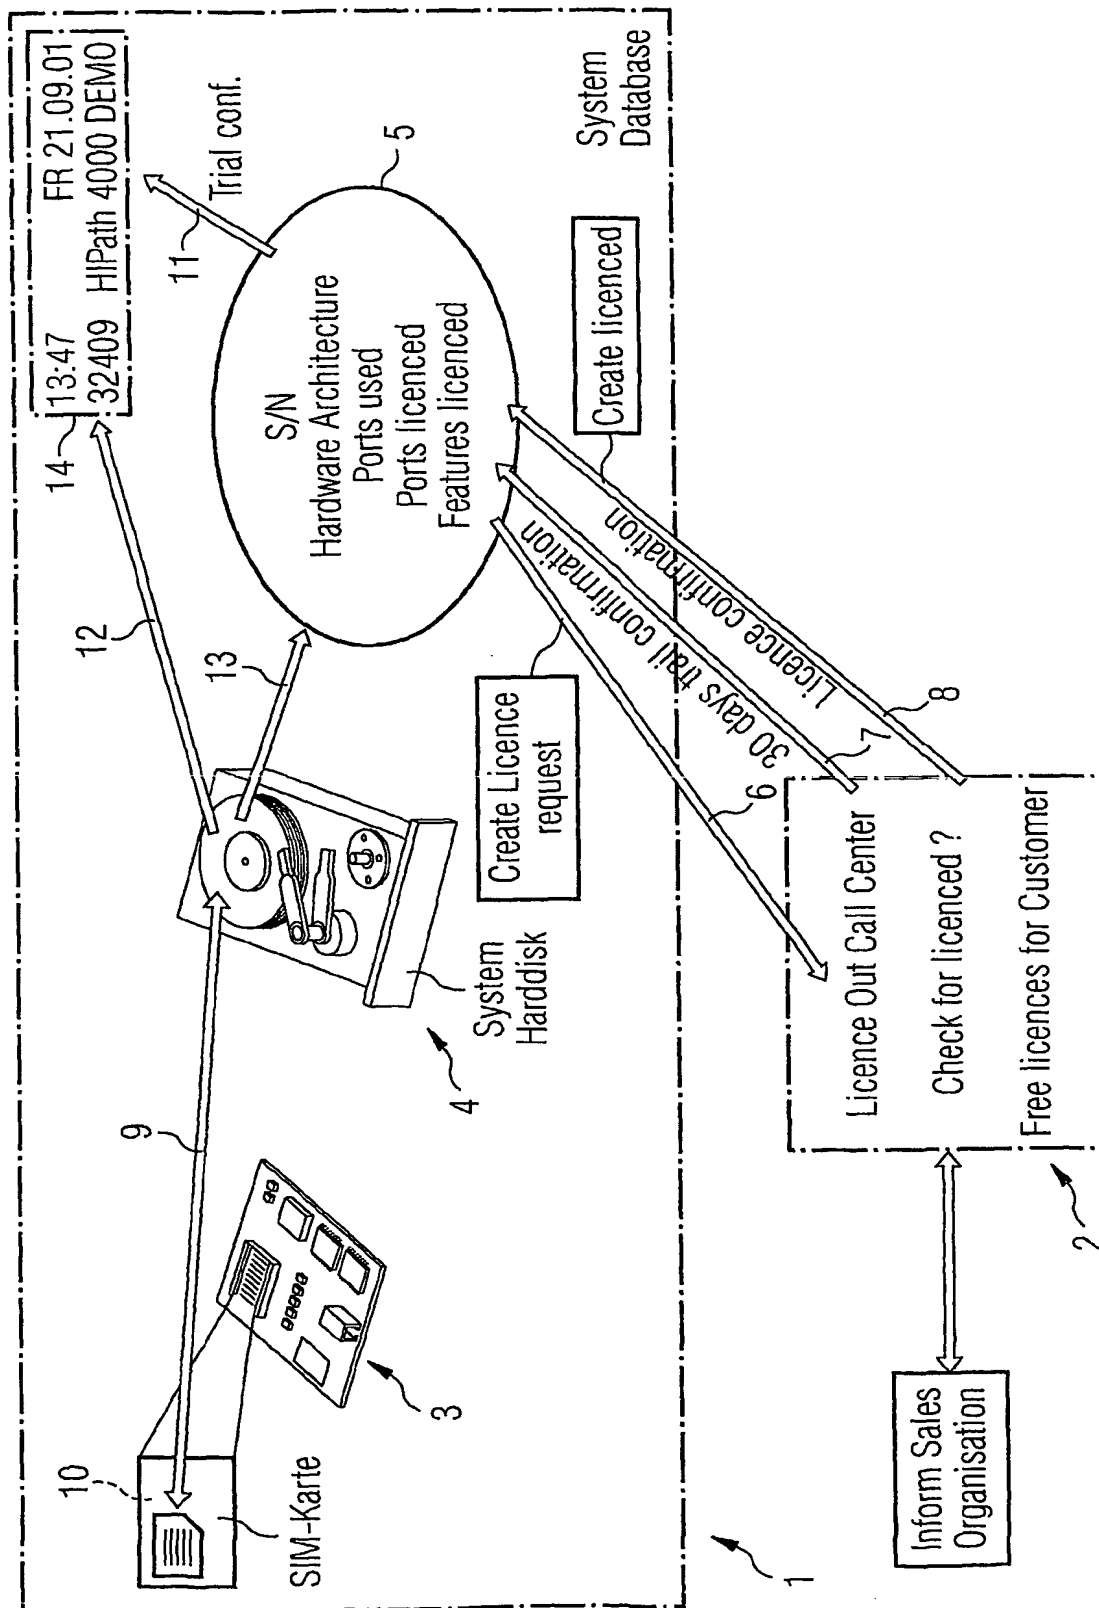 10
SIM-Karte
3
9
4
System
Harddisk
12
13
14
13:47 FR 21.09.01
32409 HIPath 4000 DEMO
11
Trial conf.
5
S/N
Hardware Architecture
Ports used
Ports licenced
Features licenced
System
Database
Create Licence
request
Create licenced
30 days trail confirmation
Licence confirmation
6
7
8
1
2
Licence Out Call Center
Check for licenced ?
Free licences for Customer
Inform Sales
Organisation